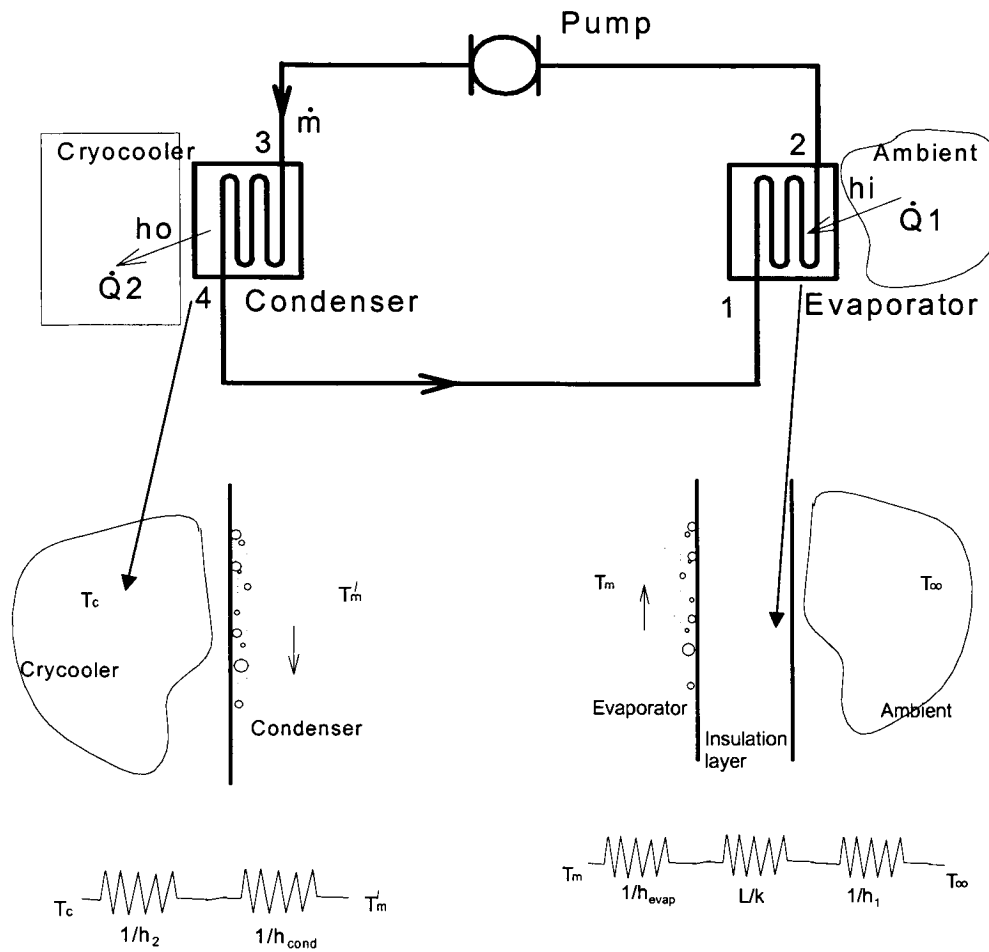 Pump
ṁ
3
2
Cryocooler
Ambient
hi
Q̇1
ho
Q̇2
4
Condenser
1
Evaporator
Tc
T′m
Tm
T∞
Crycooler
Condenser
Evaporator
Insulation
layer
Ambient
Tc
1/h2
1/hcond
T′m
Tm
1/hevap
L/k
1/h1
T∞